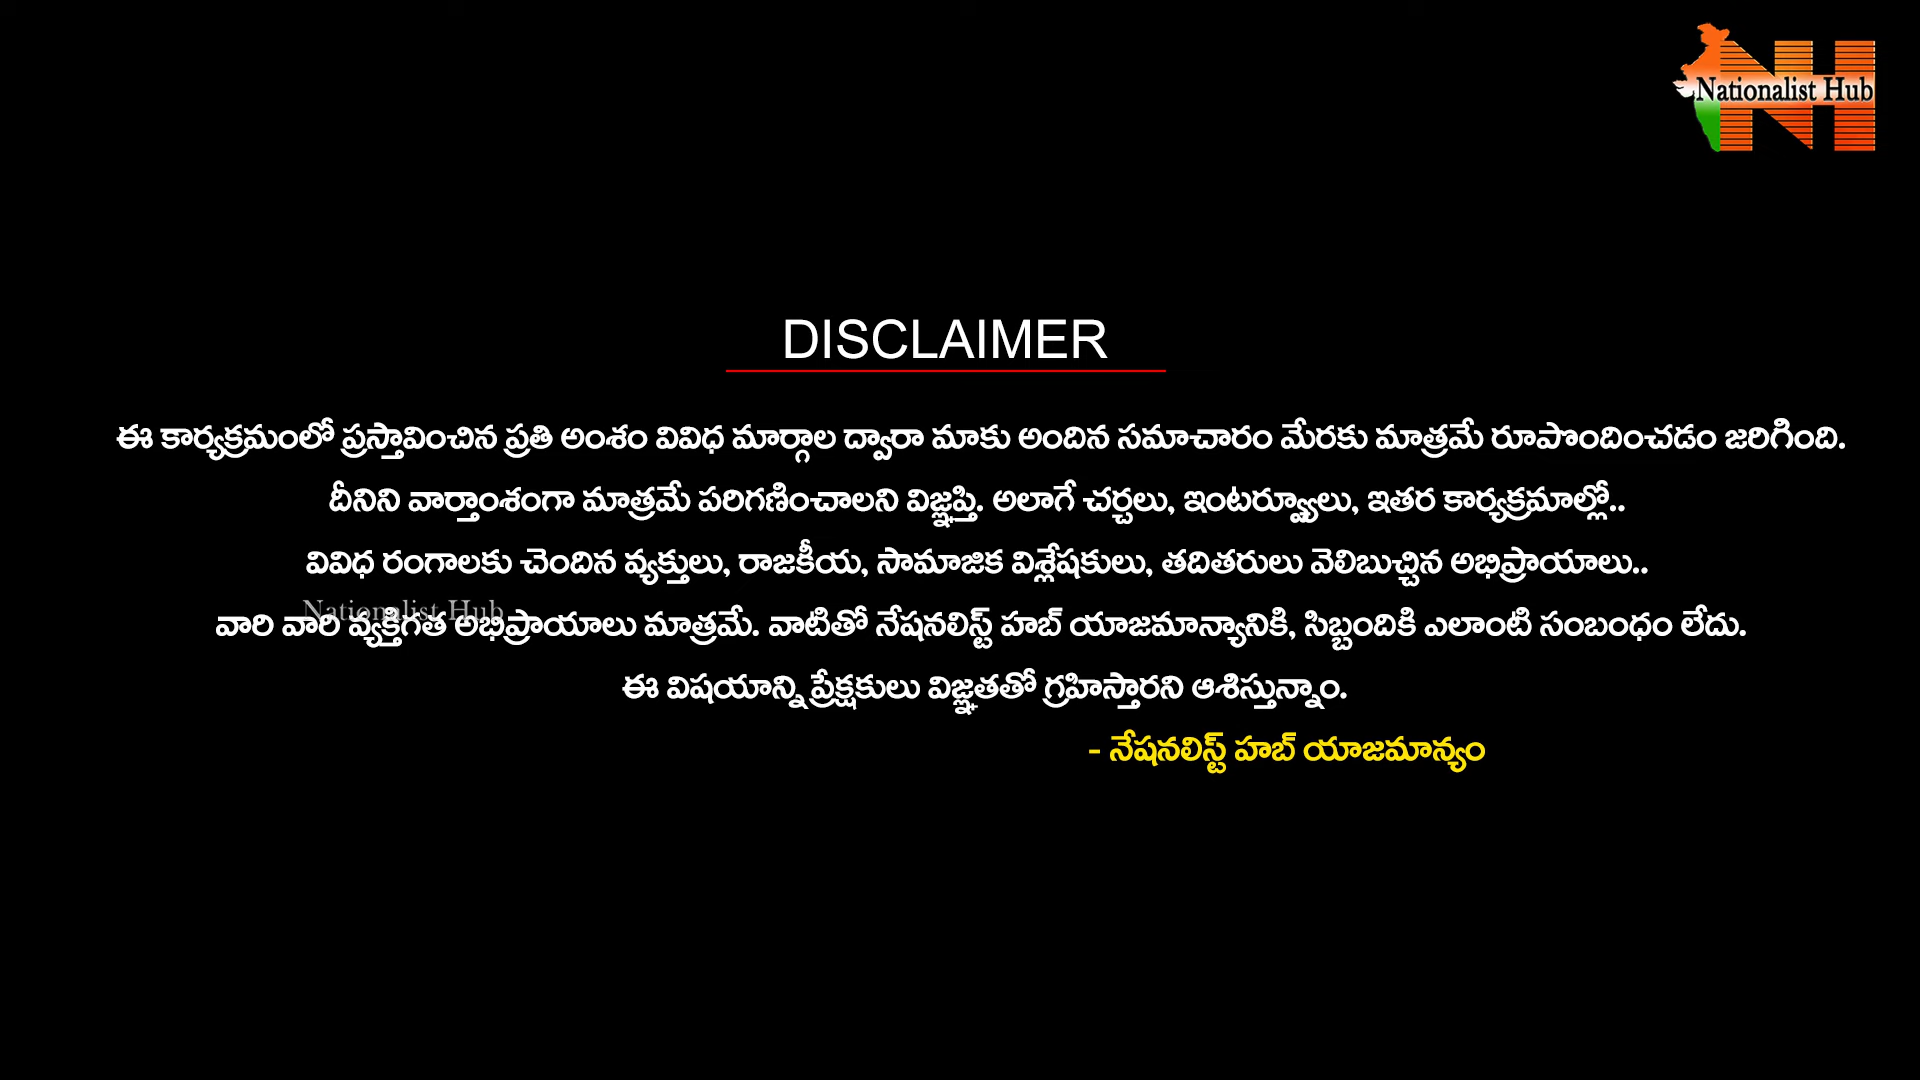 Nationalist Hub
DISCLAIMER
ఈ కార్యక్రమంలో ప్రస్తావించిన ప్రతి అంశం వివిధ మార్గాల ద్వారా మాకు అందిన సమాచారం మేరకు మాత్రమే రూపొందించడం జరిగింది.
దీనిని వార్తాంశంగా మాత్రమే పరిగణించాలని విజ్ఞప్తి. అలాగే చర్చలు, ఇంటర్వ్యూలు, ఇతర కార్యక్రమాల్లో..
వివిధ రంగాలకు చెందిన వ్యక్తులు, రాజకీయ, సామాజిక విశ్లేషకులు, తదితరులు వెలిబుచ్చిన అభిప్రాయాలు..
Nationalist Hub
వారి వారి వ్యక్తిగత అభిప్రాయాలు మాత్రమే. వాటితో నేషనలిస్ట్ హబ్ యాజమాన్యానికి, సిబ్బందికి ఎలాంటి సంబంధం లేదు.
ఈ విషయాన్ని ప్రేక్షకులు విజ్ఞతతో గ్రహిస్తారని ఆశిస్తున్నాం.
- నేషనలిస్ట్ హబ్ యాజమాన్యం